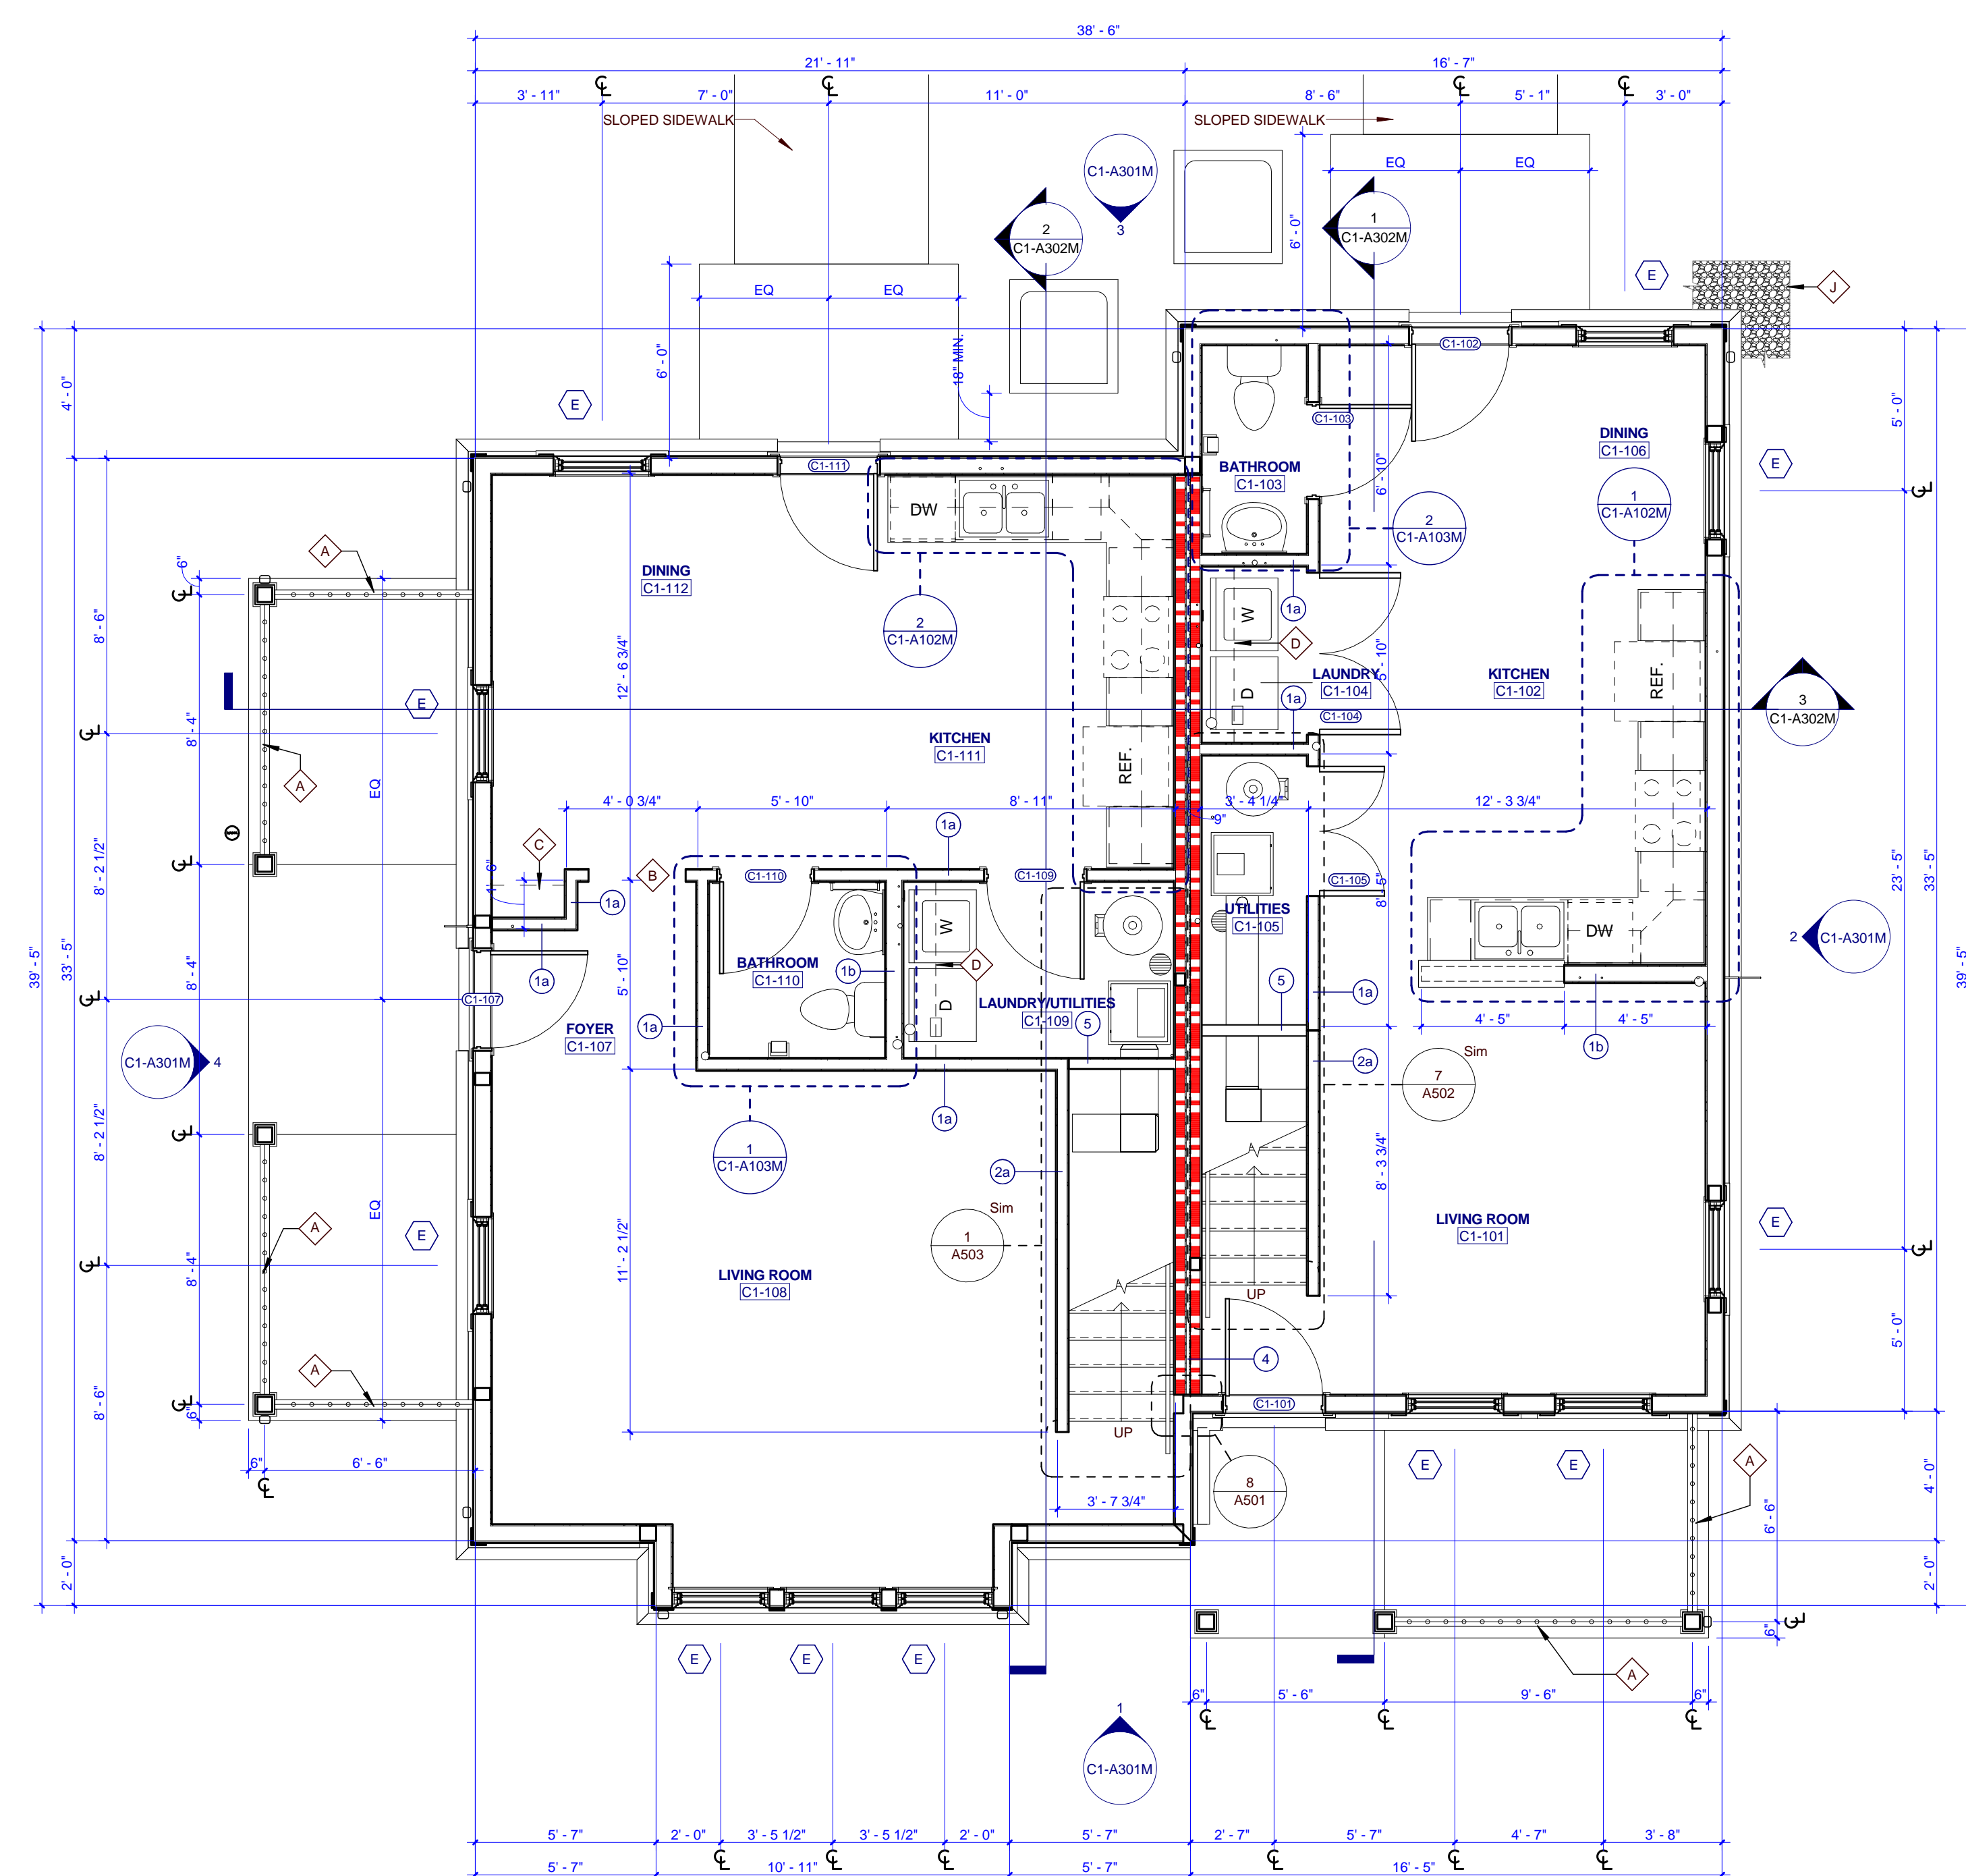 38' - 6"
21' - 11"
16' - 7"
3' - 11"
7' - 0"
11' - 0"
8' - 6"
5' - 1"
3' - 0"
SLOPED SIDEWALK
SLOPED SIDEWALK
EQ
EQ
C1-A301M
3
2
C1-A302M
1
C1-A302M
6' - 0"
E
J
EQ
EQ
6' - 0"
18" MIN.
E
4' - 0"
5' - 0"
C1-102
C1-103
C1-111
DINING
C1-106
BATHROOM
C1-103
6' - 10"
E
1
C1-A102M
2
C1-A103M
DW
A
6"
DINING
C1-112
8' - 6"
1a
W
D
2
C1-A102M
12' - 6 3/4"
5' - 10"
LAUNDRY
C1-104
KITCHEN
C1-102
REF.
1a
D
C1-104
E
3
C1-A302M
8' - 4"
KITCHEN
C1-111
REF.
A
EQ
4' - 0 3/4"
5' - 10"
8' - 11"
3' - 4 1/4"
9"
12' - 3 3/4"
1a
C
B
C1-110
C1-109
C1-105
1' - 6"
1a
8' - 2 1/2"
8' - 5"
UTILITIES
C1-105
DW
23' - 5"
33' - 5"
2
C1-A301M
39' - 5"
33' - 5"
39' - 5"
W
D
BATHROOM
C1-110
1b
1a
5' - 10"
8' - 4"
C1-107
FOYER
C1-107
D
LAUNDRY/UTILITIES
C1-109
5
5
1a
1a
4' - 5"
4' - 5"
1b
C1-A301M
4
Sim
7
A502
2a
1a
1
C1-A103M
2a
8' - 3 3/4"
8' - 2 1/2"
EQ
A
E
Sim
1
A503
11' - 2 1/2"
LIVING ROOM
C1-101
E
LIVING ROOM
C1-108
8' - 4"
UP
4
5' - 0"
A
C1-101
8' - 6"
6"
UP
6"
6' - 6"
8
A501
E
E
A
4' - 0"
6' - 6"
3' - 7 3/4"
2' - 0"
2' - 0"
6"
E
E
E
A
6"
5' - 6"
9' - 6"
6"
1
C1-A301M
5' - 7"
2' - 0"
3' - 5 1/2"
3' - 5 1/2"
2' - 0"
5' - 7"
2' - 7"
5' - 7"
4' - 7"
3' - 8"
5' - 7"
10' - 11"
5' - 7"
16' - 5"